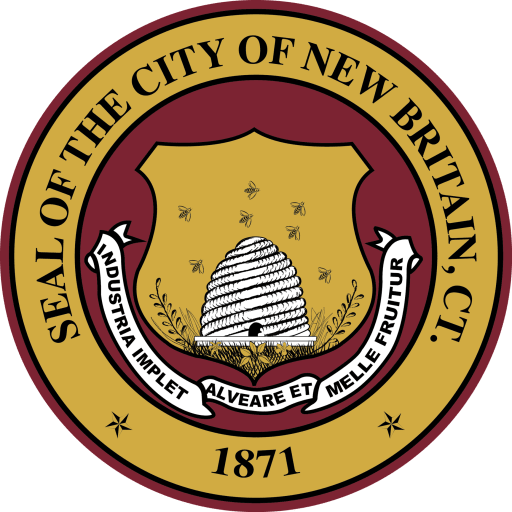 SEAL OF THE CITY OF NEW BRITAIN, CT.
INDUSTRIA IMPLET
ALVEARE ET
MELLE FRUITUR
1871